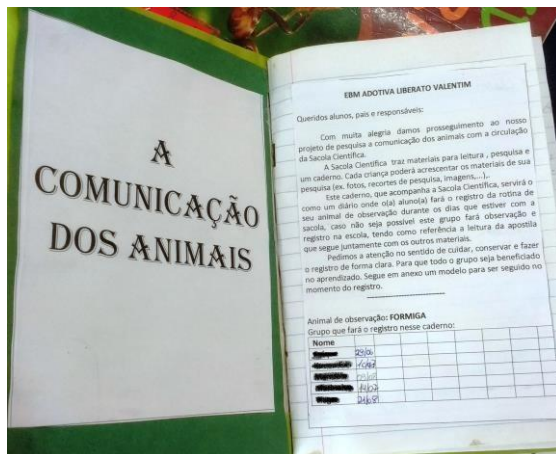 A
COMUNICAÇÃO
DOS ANIMAIS
EBM ADOTIVA LIBERATO VALENTIM
Queridos alunos, pais e responsáveis:
Com muita alegria damos prosseguimento ao nosso
projeto de pesquisa a comunicação dos animais com a circulação
da Sacola Científica.
A Sacola Científica traz materiais para leitura , pesquisa e
um caderno. Cada criança poderá acrescentar os materiais de sua
pesquisa (ex. fotos, recortes de pesquisa, imagens,...).
Este caderno, que acompanha a Sacola Científica, servirá o
como um diário onde o(a) aluno(a) fará o registro da rotina de
seu animal de observação durante os dias que estiver com a
sacola, caso não seja possível este grupo fará observação e
registro na escola, tendo como referência a leitura da apostila
que segue juntamente com os outros materiais.
Pedimos a atenção no sentido de cuidar, conservar e fazer
o registro de forma clara. Para que todo o grupo seja beneficiado
no aprendizado. Segue em anexo um modelo para ser seguido no
momento do registro.
Animal de observação: FORMIGA
Grupo que fará o registro nesse caderno:
Nome